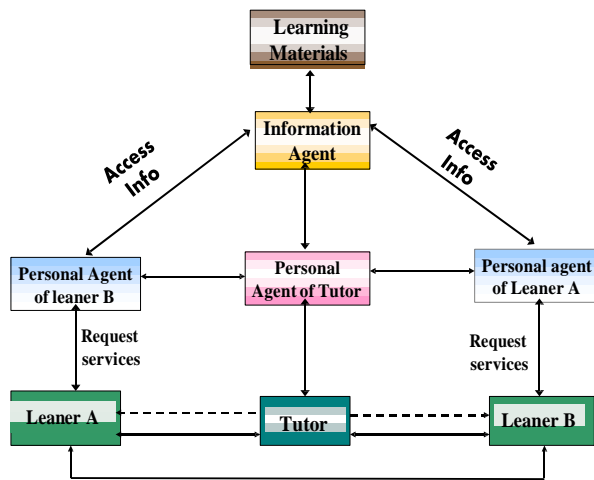 Learning
Materials
Information
Agent
Access
Info
Access
Info
Personal Agent
of leaner B
Personal
Agent of Tutor
Personal agent
of Leaner A
Request
services
Request
services
Leaner A
Tutor
Leaner B